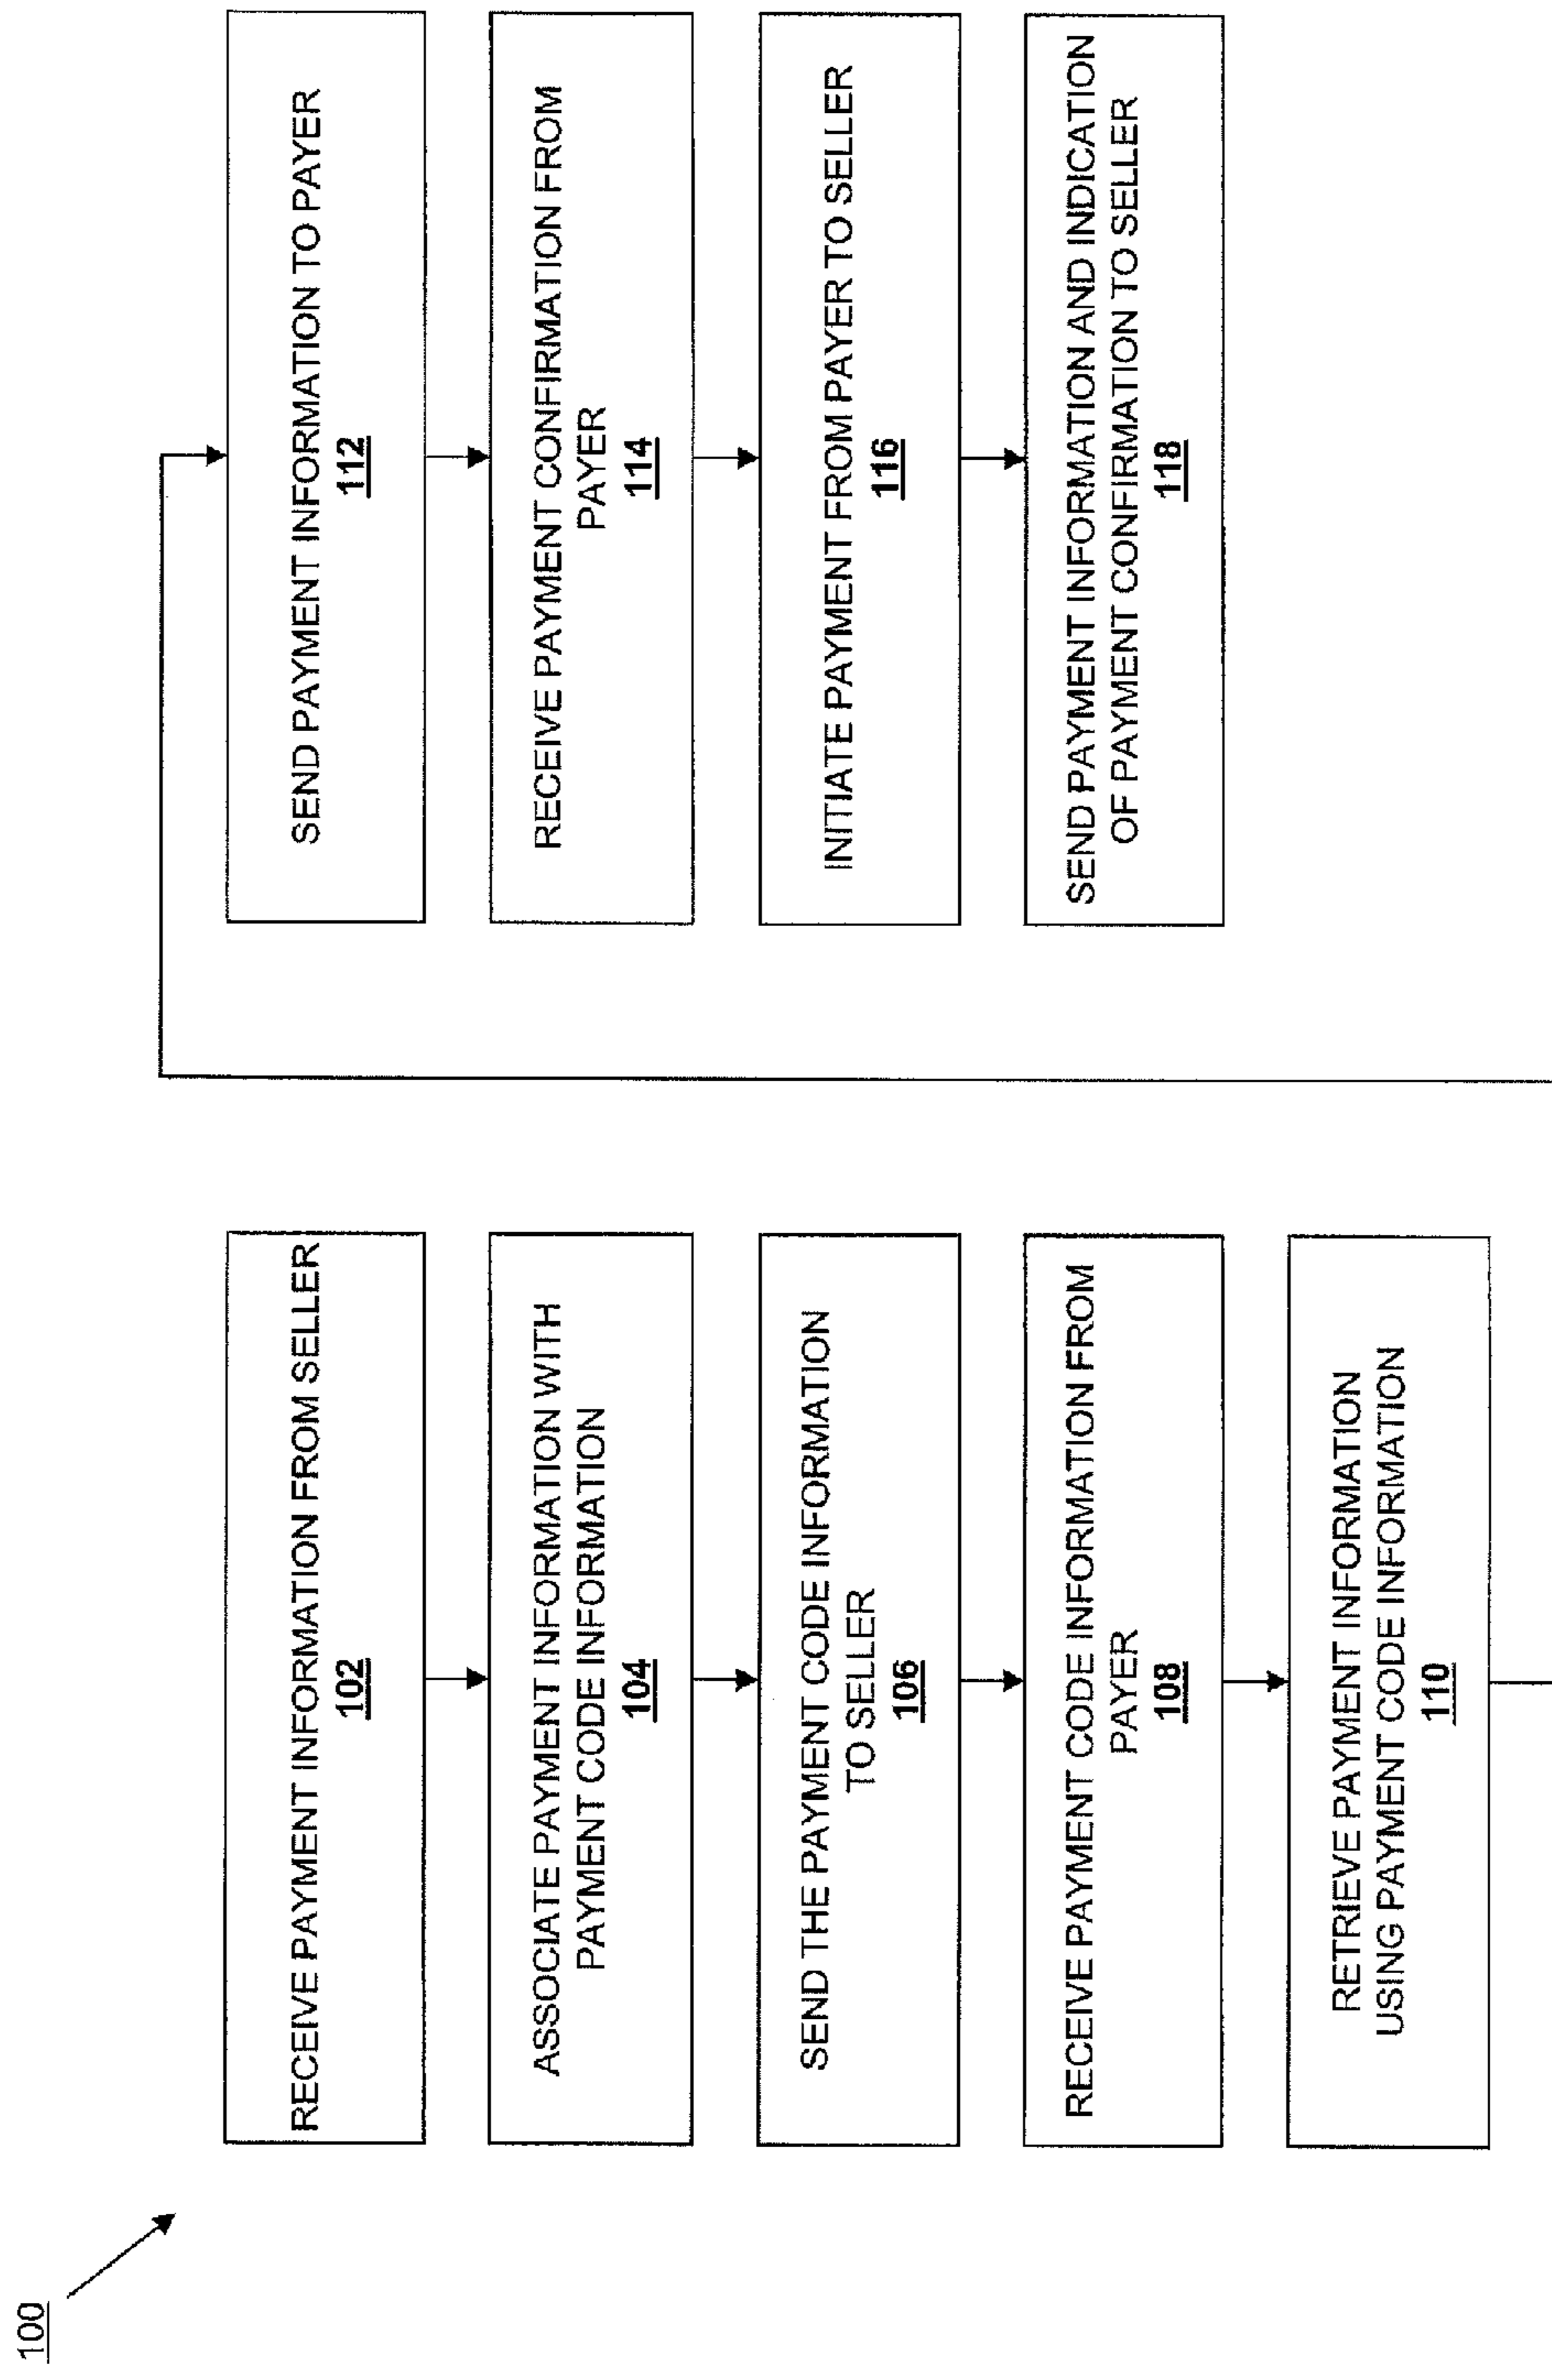 100
RECEIVE PAYMENT INFORMATION FROM SELLER
102
ASSOCIATE PAYMENT INFORMATION WITH
PAYMENT CODE INFORMATION
104
SEND THE PAYMENT CODE INFORMATION
TO SELLER
106
RECEIVE PAYMENT CODE INFORMATION FROM
PAYER
108
RETRIEVE PAYMENT INFORMATION
USING PAYMENT CODE INFORMATION
110
SEND PAYMENT INFORMATION TO PAYER
112
RECEIVE PAYMENT CONFIRMATION FROM
PAYER
114
INITIATE PAYMENT FROM PAYER TO SELLER
116
SEND PAYMENT INFORMATION AND INDICATION
OF PAYMENT CONFIRMATION TO SELLER
118